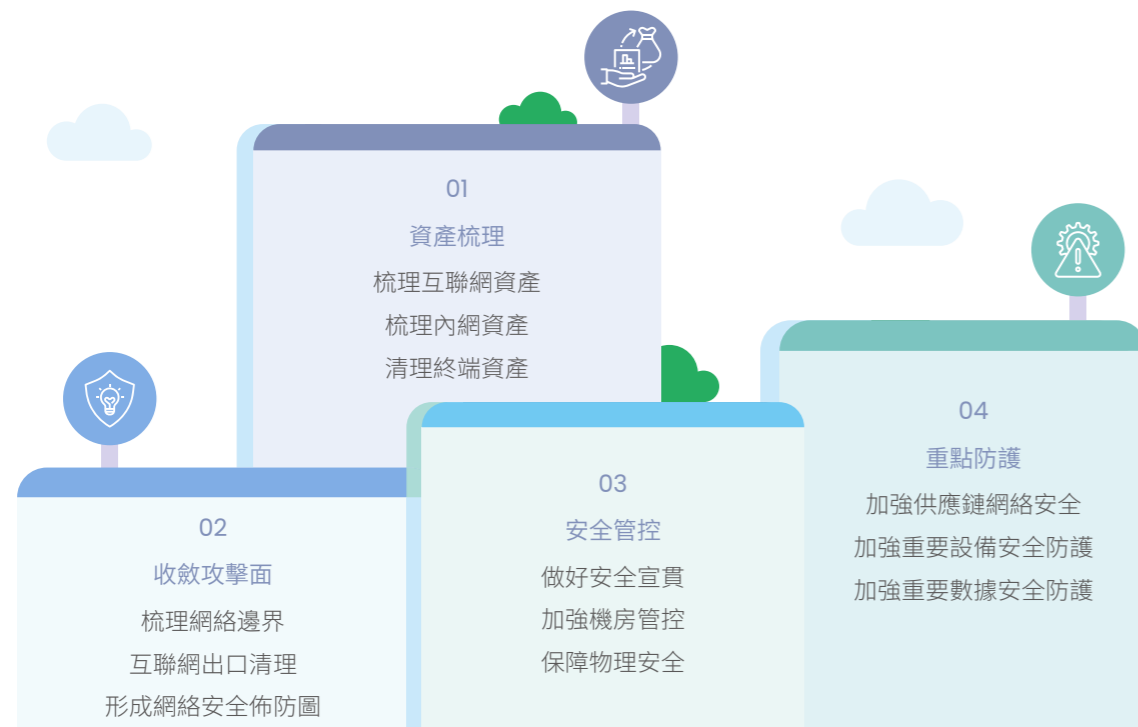 01
資產梳理
梳理互聯網資產
梳理內網資產
清理終端資產
02
收斂攻擊面
梳理網絡邊界
互聯網出口清理
形成網絡安全佈防圖
03
安全管控
做好安全宣貫
加強機房管控
保障物理安全
04
重點防護
加強供應鏈網絡安全
加強重要設備安全防護
加強重要數據安全防護